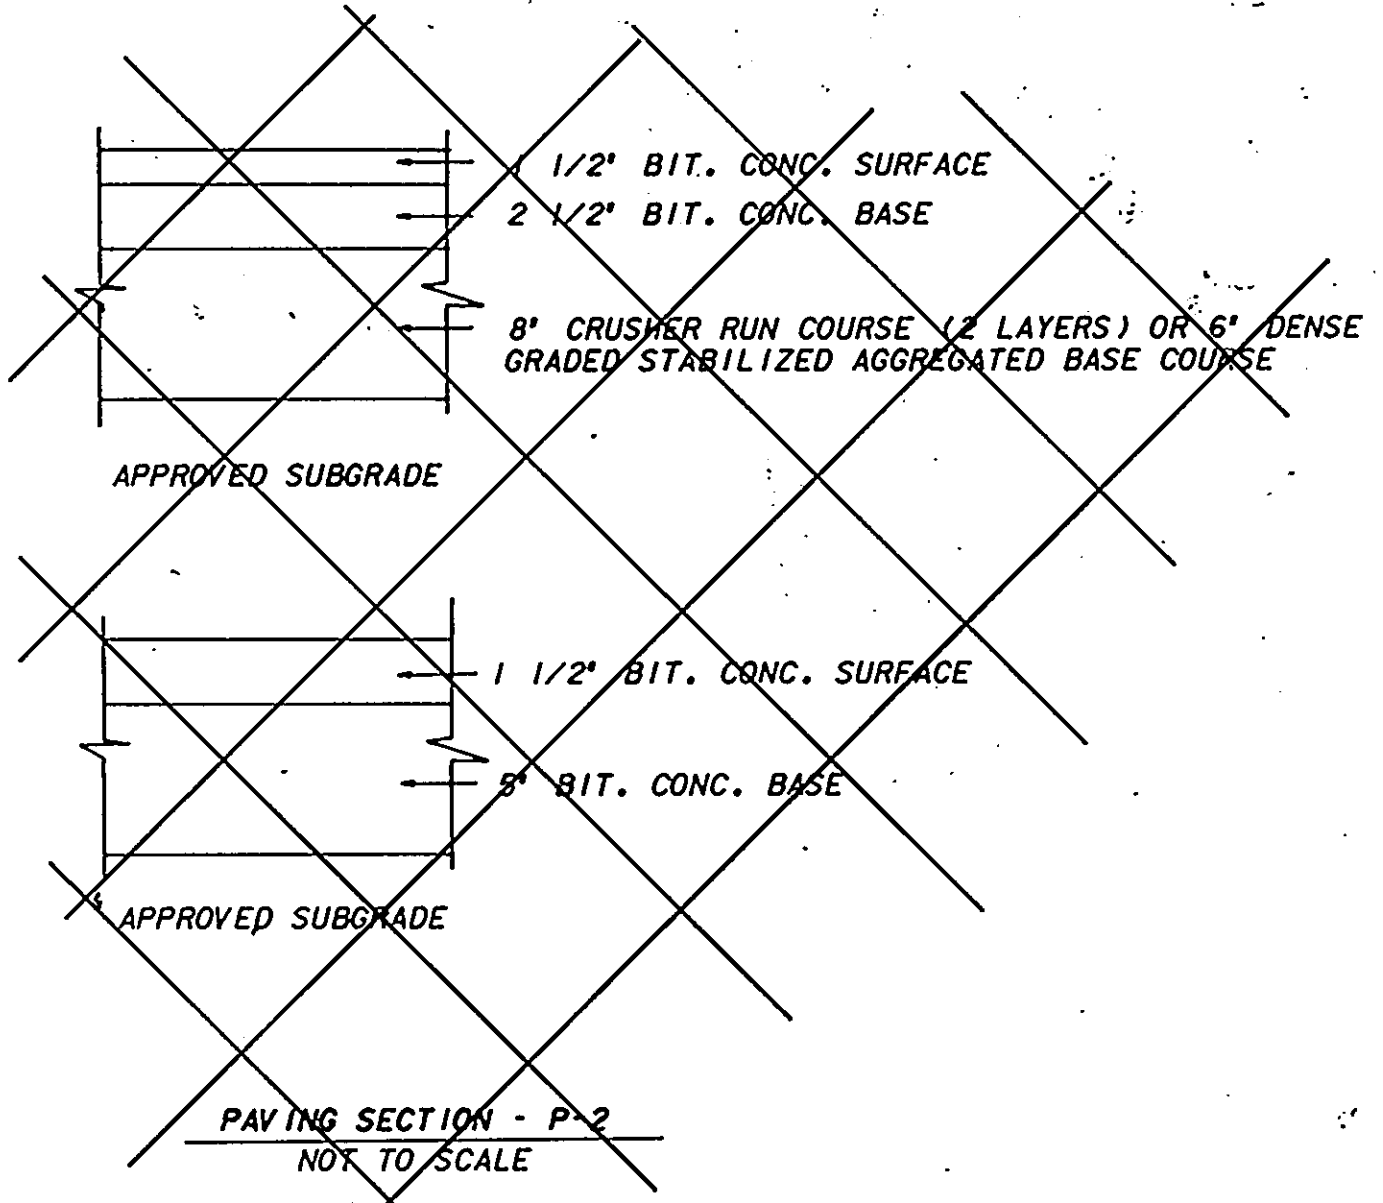 1 1/2" BIT. CONC. SURFACE
2 1/2" BIT. CONC. BASE
8" CRUSHER RUN COURSE (2 LAYERS) OR 6" DENSE
GRADED STABILIZED AGGREGATED BASE COURSE
APPROVED SUBGRADE
1 1/2" BIT. CONC. SURFACE
5" BIT. CONC. BASE
APPROVED SUBGRADE
PAVING SECTION - P-2
NOT TO SCALE